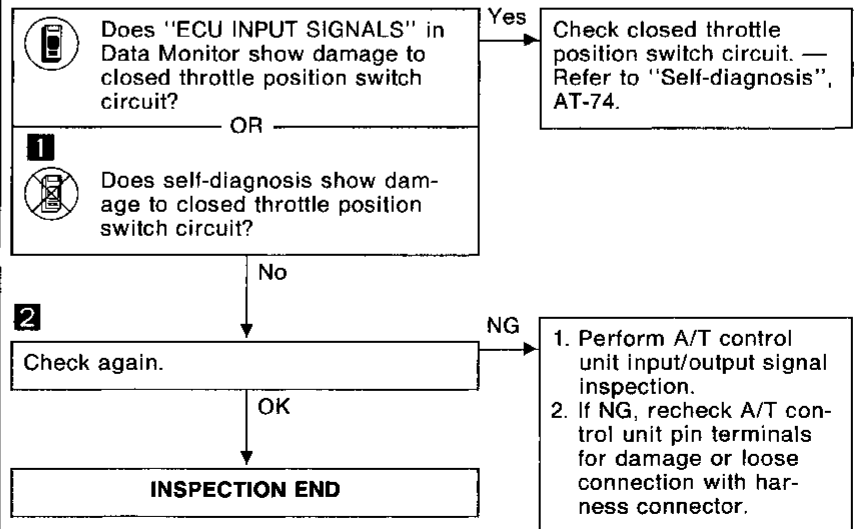 Does "ECU INPUT SIGNALS" in
Data Monitor show damage to
closed throttle position switch
circuit?
OR
1
Does self-diagnosis show dam-
age to closed throttle position
switch circuit?
Yes
Check closed throttle
position switch circuit. —
Refer to "Self-diagnosis",
AT-74.
No
2
Check again.
NG
1. Perform A/T control
unit input/output signal
inspection.
2. If NG, recheck A/T con-
trol unit pin terminals
for damage or loose
connection with har-
ness connector.
OK
INSPECTION END